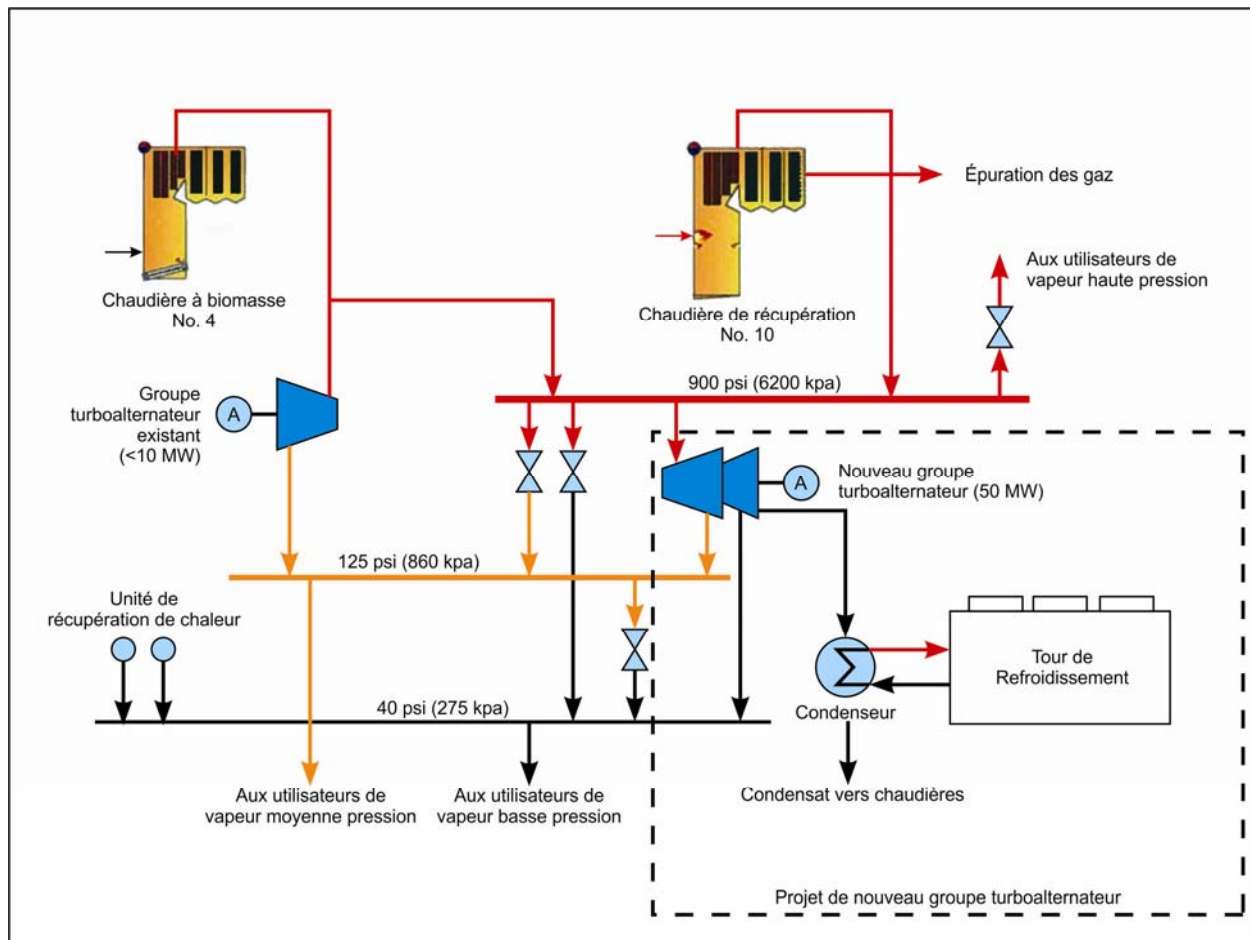 Épuration des gaz
Aux utilisateurs de
vapeur haute pression
Chaudière à biomasse
No. 4
Chaudière de récupération
No. 10
900 psi (6200 kpa)
Groupe
turboalternateur
existant
(<10 MW)
A
A
Nouveau groupe
turboalternateur (50 MW)
125 psi (860 kpa)
Unité de
récupération de chaleur
Tour de
Refroidissement
40 psi (275 kpa)
Condenseur
Aux utilisateurs de
vapeur moyenne pression
Aux utilisateurs de
vapeur basse pression
Condensat vers chaudières
Projet de nouveau groupe turboalternateur